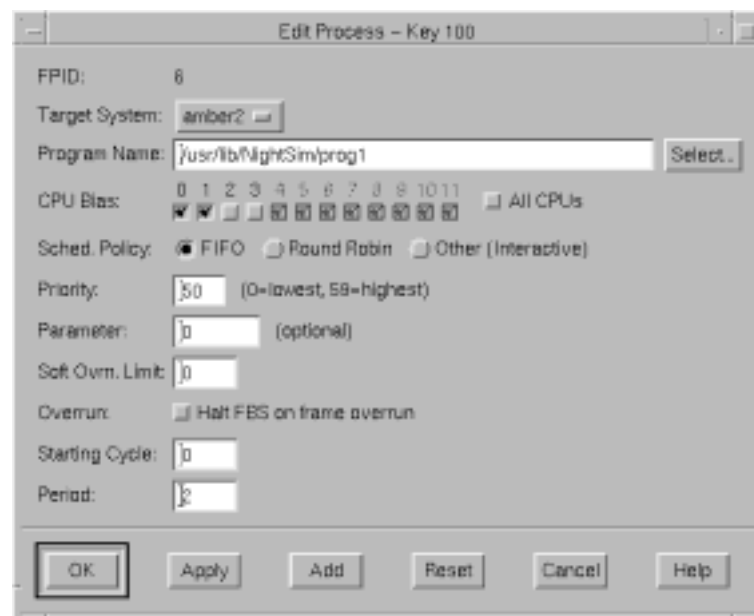 Edit Process – Key 100
FPID: 6
Target System: amber2
Program Name: /usr/lib/NightSim/prog1 Select..
0 1 2 3 4 5 6 7 8 9 10 11
CPU Bias: All CPUs
Sched. Policy: FIFO Round Robin Other (Interactive)
Priority: 50 (0=lowest, 59=highest)
Parameter: 0 (optional)
Soft Ovrn. Limit: 0
Overrun: Halt FBS on frame overrun
Starting Cycle: 0
Period: 2
OK Apply Add Reset Cancel Help